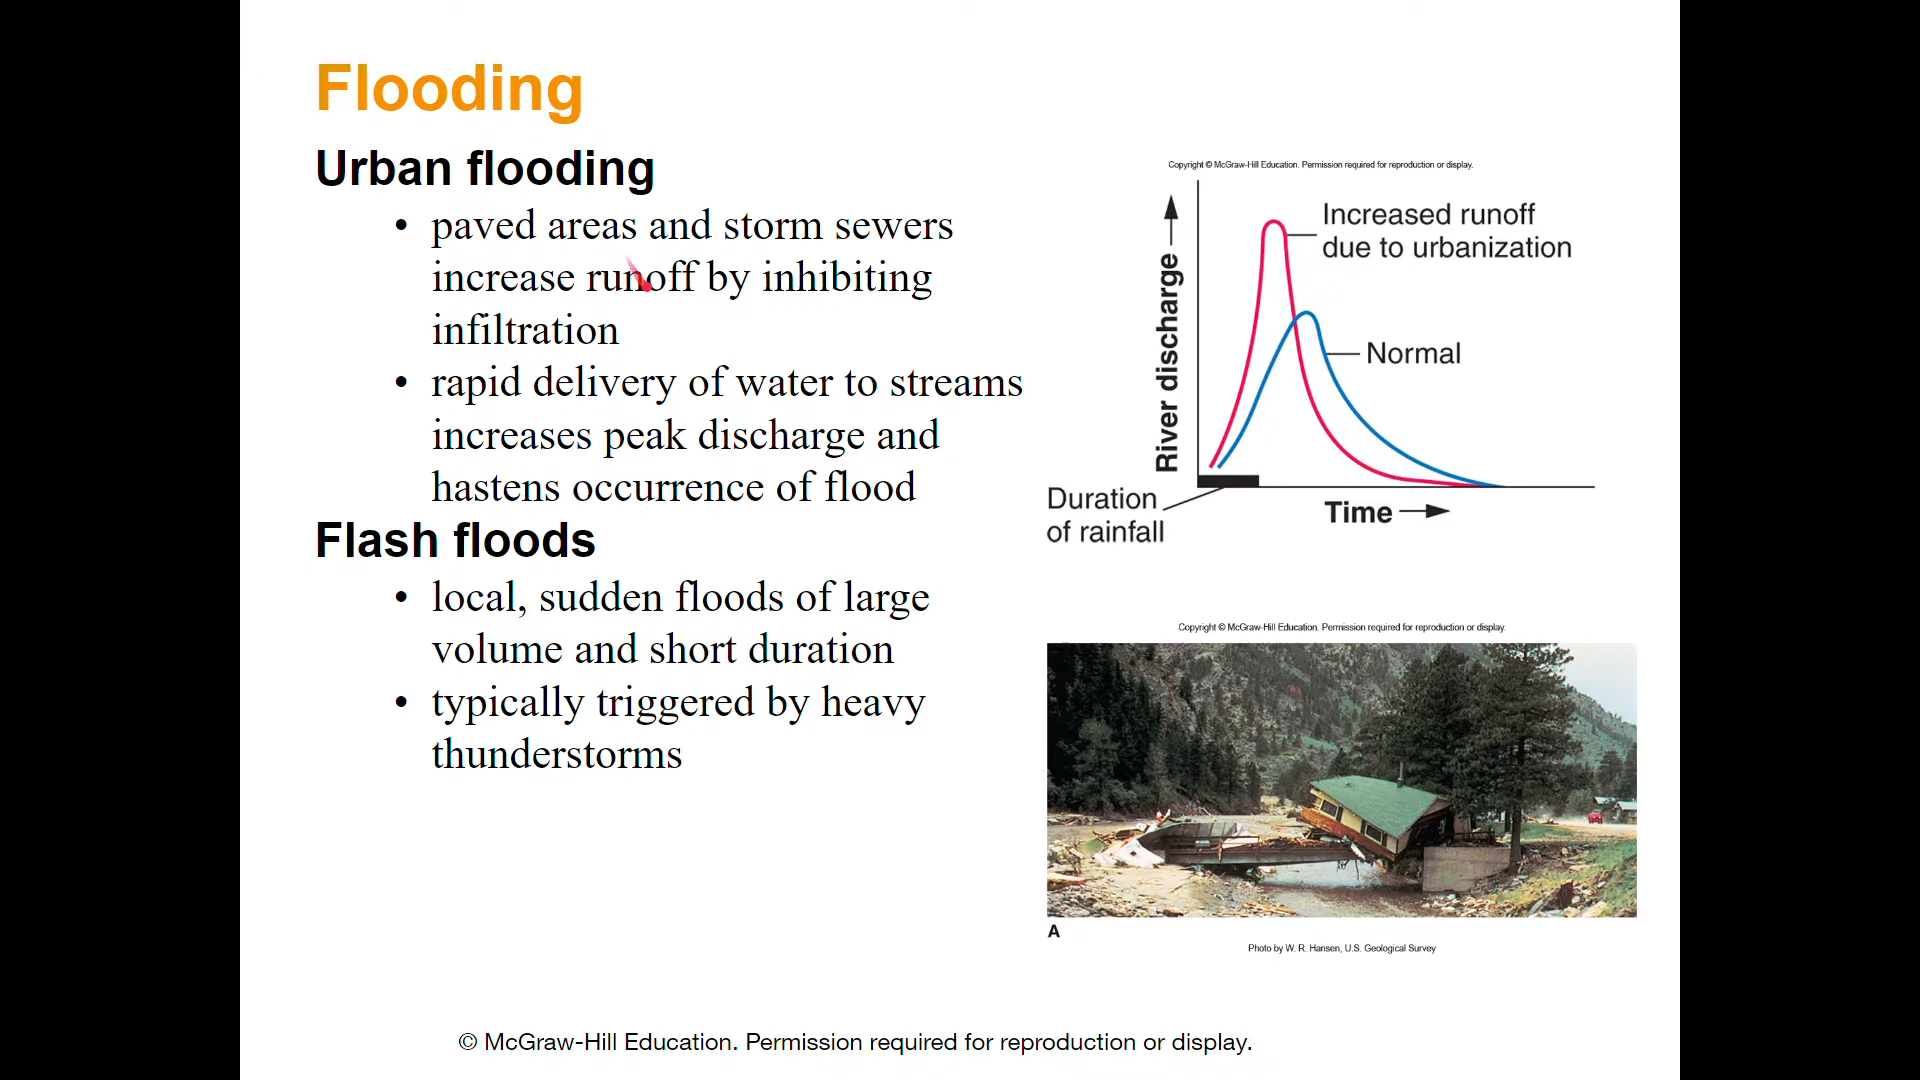 Flooding
Urban flooding
• paved areas and storm sewers
increase runoff by inhibiting
infiltration
• rapid delivery of water to streams
increases peak discharge and
hastens occurrence of flood
Flash floods
• local, sudden floods of large
volume and short duration
• typically triggered by heavy
thunderstorms
Copyright © McGraw-Hill Education. Permission required for reproduction or display.
River discharge
Increased runoff
due to urbanization
Normal
Duration
of rainfall
Time
Copyright © McGraw-Hill Education. Permission required for reproduction or display.
A
Photo by W. R. Hansen, U.S. Geological Survey
© McGraw-Hill Education. Permission required for reproduction or display.